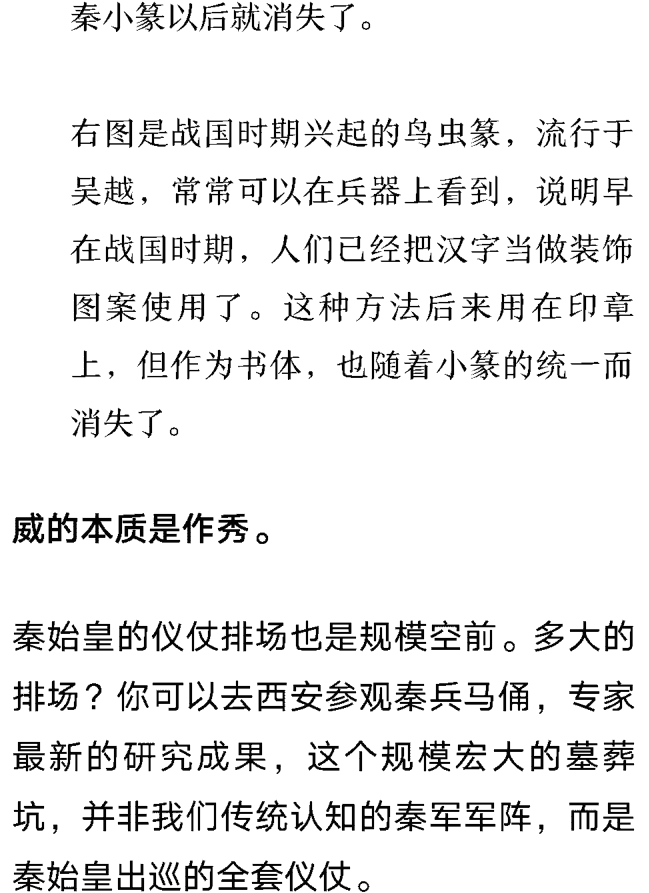 秦小篆以后就消失了。
右图是战国时期兴起的鸟虫篆，流行于
吴越，常常可以在兵器上看到，说明早
在战国时期，人们已经把汉字当做装饰
图案使用了。这种方法后来用在印章
上，但作为书体，也随着小篆的统一而
消失了。
威的本质是作秀。
秦始皇的仪仗排场也是规模空前。多大的
排场？你可以去西安参观秦兵马俑，专家
最新的研究成果，这个规模宏大的墓葬
坑，并非我们传统认知的秦军军阵，而是
秦始皇出巡的全套仪仗。